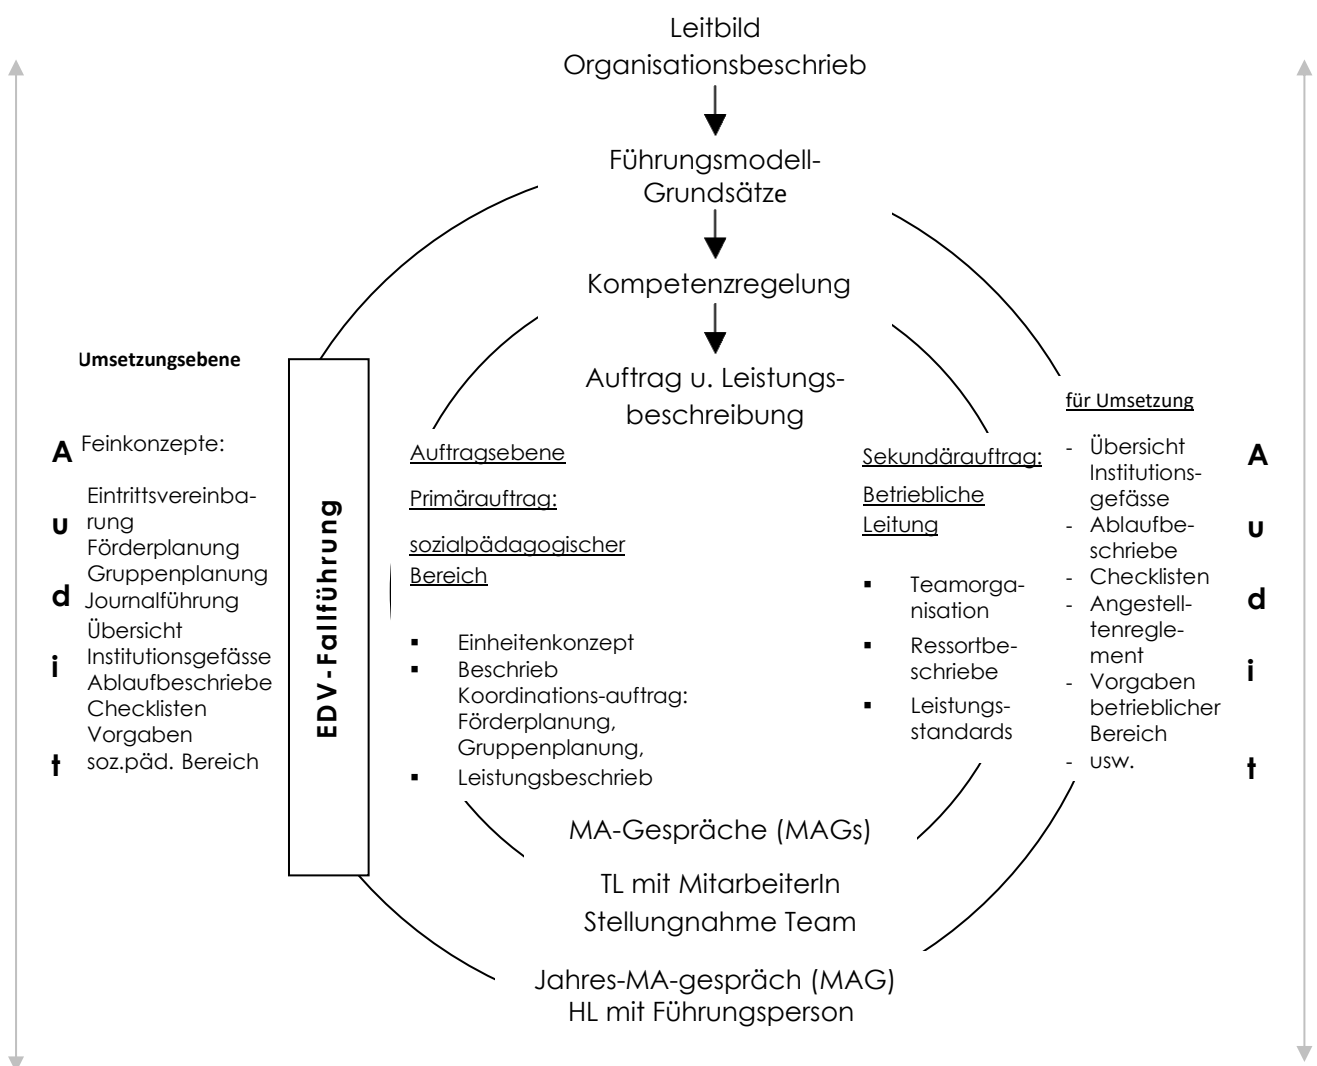 Leitbild
Organisationsbeschrieb
Führungsmodell-
Grundsätze
Kompetenzregelung
Auftrag u. Leistungs-
beschreibung
Umsetzungsebene
Feinkonzepte:
Eintrittsvereinba-
rung
Förderplanung
Gruppenplanung
Journalführung
Übersicht
Institutionsgefässe
Ablaufbeschriebe
Checklisten
Vorgaben
soz.päd. Bereich
A
u
d
i
t
EDV-Fallführung
Auftragsebene
Primärauftrag:
sozialpädagogischer
Bereich
▪ Einheitenkonzept
▪ Beschrieb
Koordinations-auftrag:
Förderplanung,
Gruppenplanung,
▪ Leistungsbeschrieb
Sekundärauftrag:
Betriebliche
Leitung
▪ Teamorga-
nisation
▪ Ressortbe-
schriebe
▪ Leistungs-
standards
für Umsetzung
- Übersicht
Institutions-
gefässe
- Ablaufbe-
schriebe
- Checklisten
- Angestell-
tenregle-
ment
- Vorgaben
betrieblicher
Bereich
- usw.
A
u
d
i
t
MA-Gespräche (MAGs)
TL mit MitarbeiterIn
Stellungnahme Team
Jahres-MA-gespräch (MAG)
HL mit Führungsperson